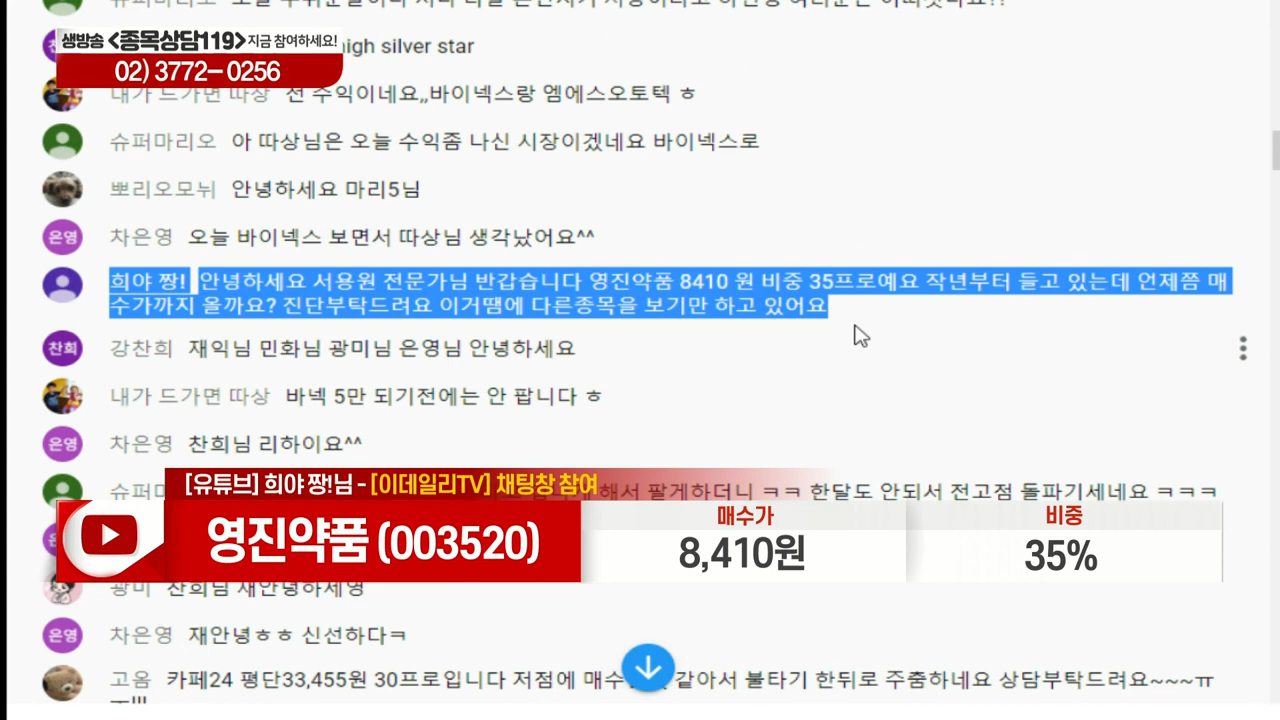 생방송 <종목상담119> 지금 참여하세요!
02) 3772-0256
high silver star
내가 드가면 따상 전 수익이네요,,바이넥스랑 엠에스오토텍 ㅎ
슈퍼마리오 아 따상님은 오늘 수익좀 나신 시장이겠네요 바이넥스로
뽀리오모뉘 안녕하세요 마리5님
은영 차은영 오늘 바이넥스 보면서 따상님 생각났어요^^
희야 짱! 안녕하세요 서용원 전문가님 반갑습니다 영진약품 8410 원 비중 35프로예요 작년부터 들고 있는데 언제쯤 매
수가까지 올까요? 진단부탁드려요 이거땜에 다른종목을 보기만 하고 있어요
찬희 강찬희 재익님 민화님 광미님 은영님 안녕하세요
내가 드가면 따상 바넥 5만 되기전에는 안 팝니다 ㅎ
은영 차은영 찬희님 리하이요^^
해서 팔게하더니 ㅋㅋ 한달도 안되서 전고점 돌파기세네요 ㅋㅋㅋ
[유튜브] 희야 짱!님 - [이데일리TV] 채팅창 참여
영진약품 (003520)
매수가
8,410원
비중
35%
광미 찬희님 재안녕하세영
은영 차은영 재안녕ㅎㅎ 신선하다ㅋ
고옴 카페24 평단33,455원 30프로입니다 저점에 매수 같아서 불타기 한뒤로 주춤하네요 상담부탁드려요~~~ㅠ